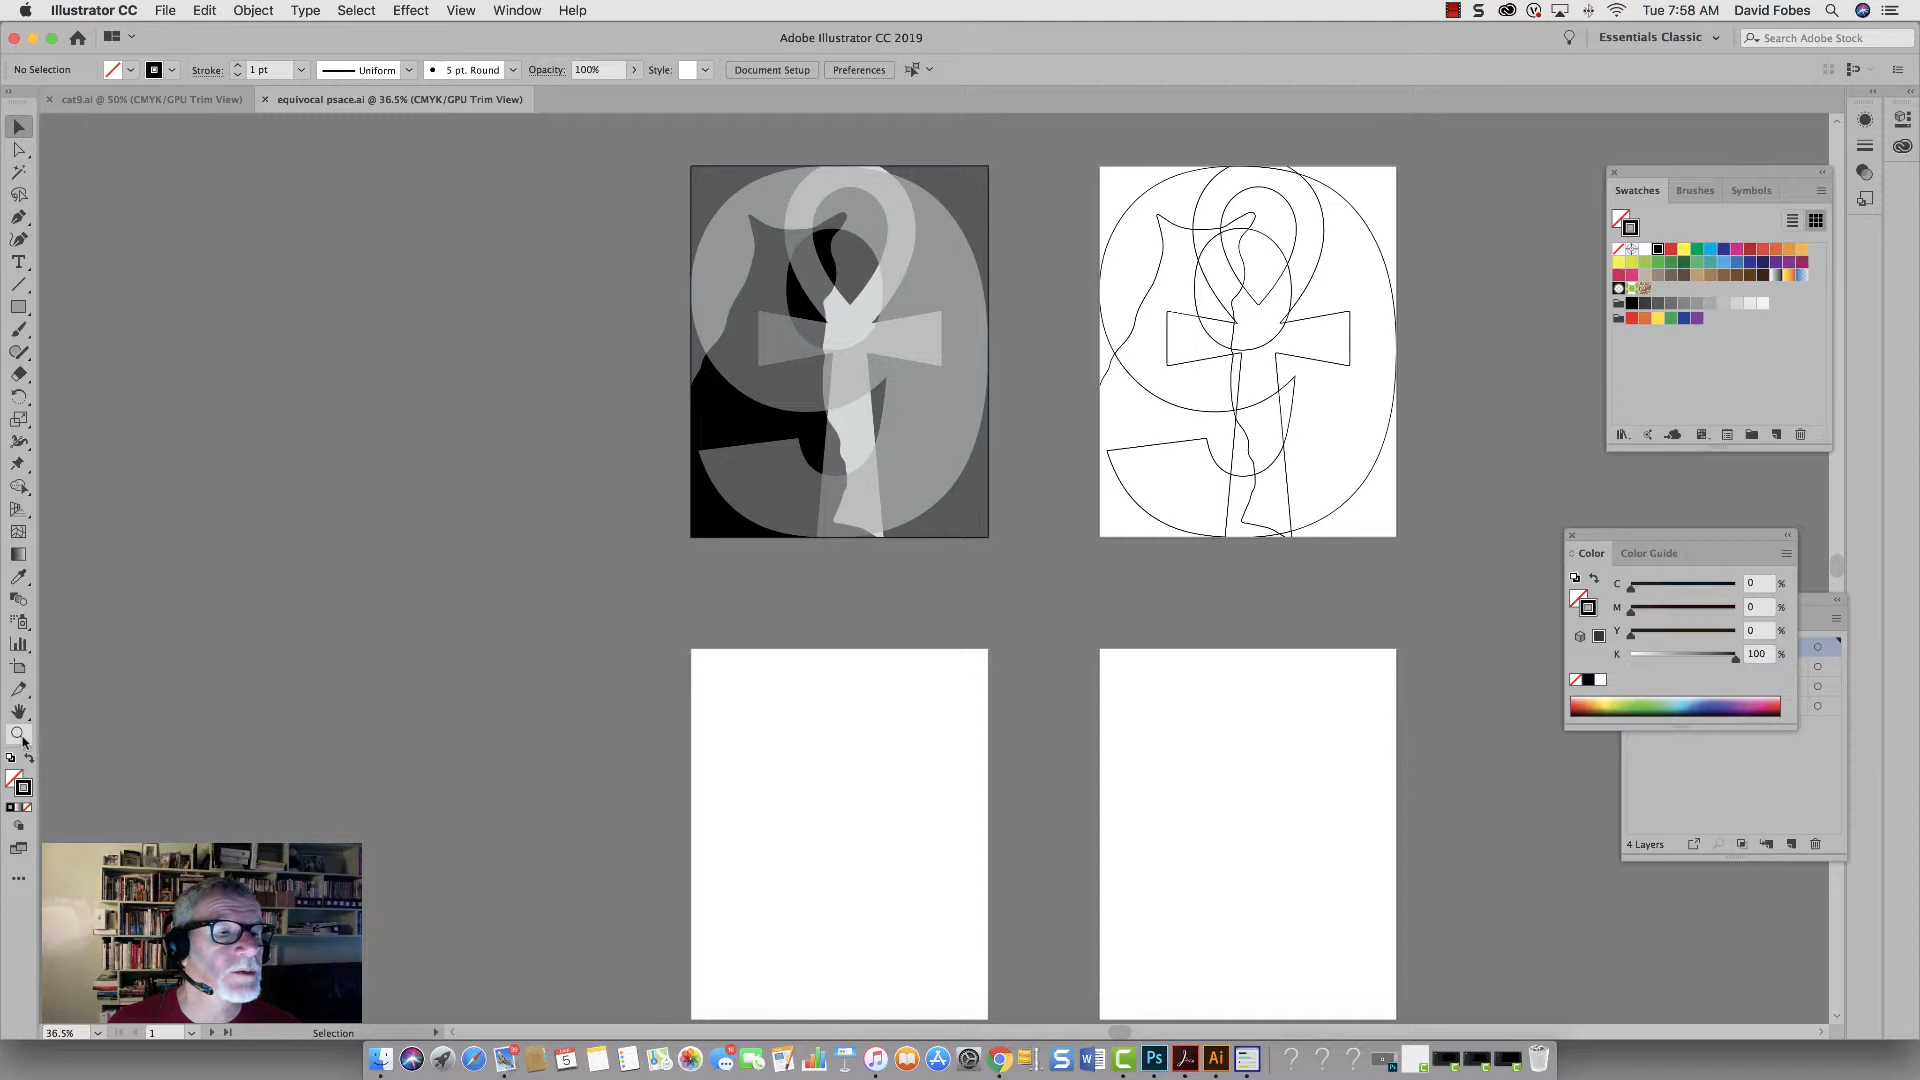 Illustrator CC File Edit Object Type Select Effect View Window Help
Tue 7:58 AM David Fobes
Adobe Illustrator CC 2019
Essentials Classic
Search Adobe Stock
No Selection Stroke: 1 pt Uniform 5 pt. Round Opacity: 100% Style: Document Setup Preferences
cat9.ai @ 50% (CMYK/GPU Trim View) equivocal psace.ai @ 36.5% (CMYK/GPU Trim View)
Swatches Brushes Symbols
Color Color Guide
C 0 %
M 0 %
Y 0 %
K 100 %
4 Layers
36.5% 1 Selection